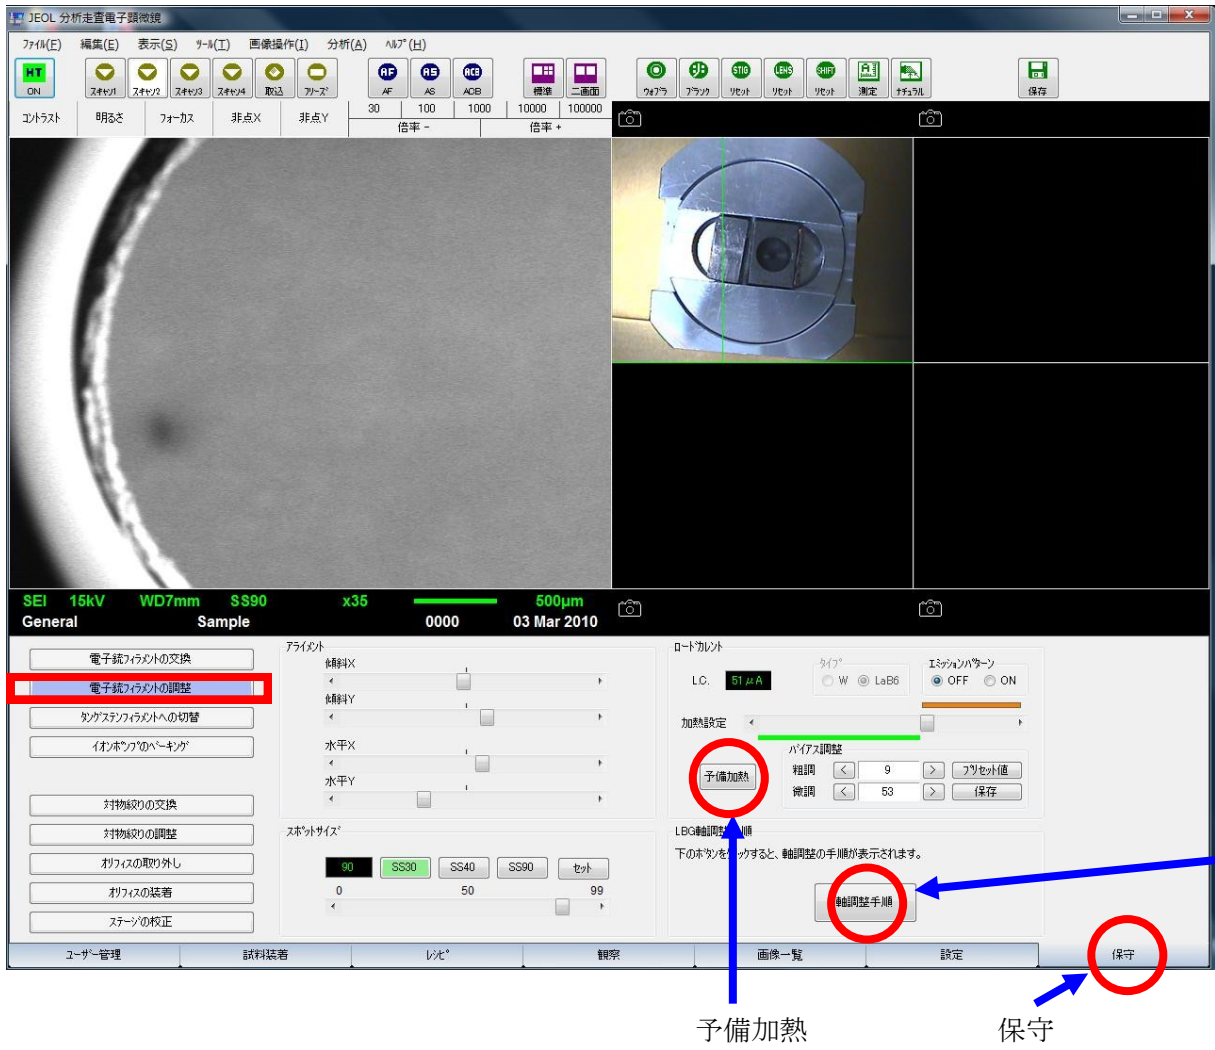 JEOL 分析走査電子顕微鏡
ﾌｧｲﾙ(F) 編集(E) 表示(S) ﾂｰﾙ(T) 画像操作(I) 分析(A) ﾍﾙﾌﾟ(H)
HT AF AS ACB STIG LENS SHIFT
ON ｽｷｬﾝ1 ｽｷｬﾝ2 ｽｷｬﾝ3 ｽｷｬﾝ4 取込 ﾌﾘｰｽﾞ AF AS ACB 標準 二画面 ｳｫﾌﾞﾗ ﾌﾞﾗﾝｸ ﾘｾｯﾄ ﾘｾｯﾄ ﾘｾｯﾄ 測定 ﾅﾁｭﾗﾙ 保存
ｺﾝﾄﾗｽﾄ 明るさ ﾌｫｰｶｽ 非点X 非点Y 30 100 1000 10000 100000
倍率 - 倍率 +
SEI 15kV WD7mm SS90 x35 500μm
General Sample 0000 03 Mar 2010
電子銃ﾌｨﾗﾒﾝﾄの交換
電子銃ﾌｨﾗﾒﾝﾄの調整
ﾀﾝｸﾞｽﾃﾝﾌｨﾗﾒﾝﾄへの切替
ｲｵﾝﾎﾟﾝﾌﾟのﾍﾞｰｷﾝｸﾞ
対物絞りの交換
対物絞りの調整
ｵﾘﾌｨｽの取り外し
ｵﾘﾌｨｽの装着
ｽﾃｰｼﾞの校正
ｱﾗｲﾒﾝﾄ
傾斜X
傾斜Y
水平X
水平Y
ｽﾎﾟｯﾄｻｲｽﾞ
90 SS30 SS40 SS90 ｾｯﾄ
0 50 99
ﾛｰﾄﾞｶﾚﾝﾄ
L.C. 51 μA
ﾀｲﾌﾟ
W LaB6
ｴﾐｯｼｮﾝﾊﾟﾀｰﾝ
OFF ON
加熱設定
予備加熱
ﾊﾞｲｱｽ調整
粗調 < 9 > ﾌﾟﾘｾｯﾄ値
微調 < 53 > 保存
LBG軸調整手順
下のﾎﾞﾀﾝをｸﾘｯｸすると、軸調整の手順が表示されます。
軸調整手順
ﾕｰｻﾞｰ管理 試料装着 ﾚｼﾋﾟ 観察 画像一覧 設定 保守
予備加熱 保守